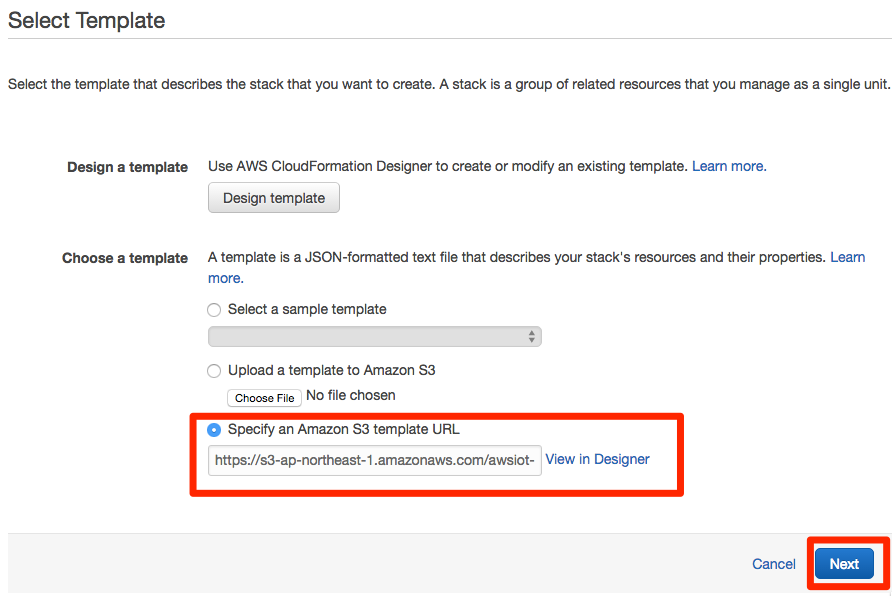 Select Template
Select the template that describes the stack that you want to create. A stack is a group of related resources that you manage as a single unit.
Design a template
Use AWS CloudFormation Designer to create or modify an existing template. Learn more.
Design template
Choose a template
A template is a JSON-formatted text file that describes your stack's resources and their properties. Learn
more.
Select a sample template
Upload a template to Amazon S3
Choose File No file chosen
Specify an Amazon S3 template URL
https://s3-ap-northeast-1.amazonaws.com/awsiot- View in Designer
Cancel Next